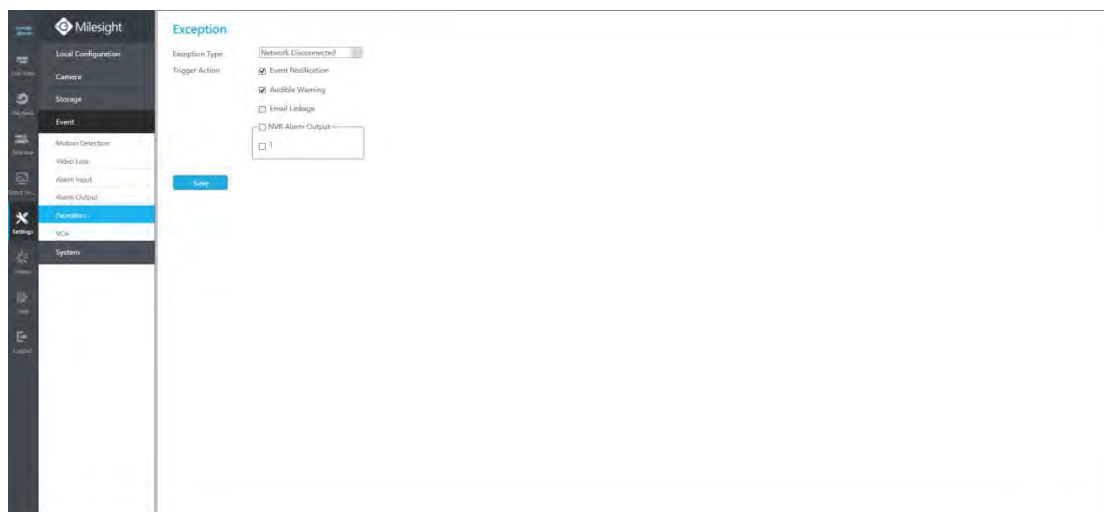 Milesight
Local Configuration
Camera
Storage
Event
Motion Detection
Video Loss
Alarm Input
Alarm Output
Exception
VCA
System
Settings
Logout
Exception
Exception Type
Network Disconnected
Trigger Action
Event Notification
Audible Warning
Email Linkage
NVR Alarm Output
1
Save